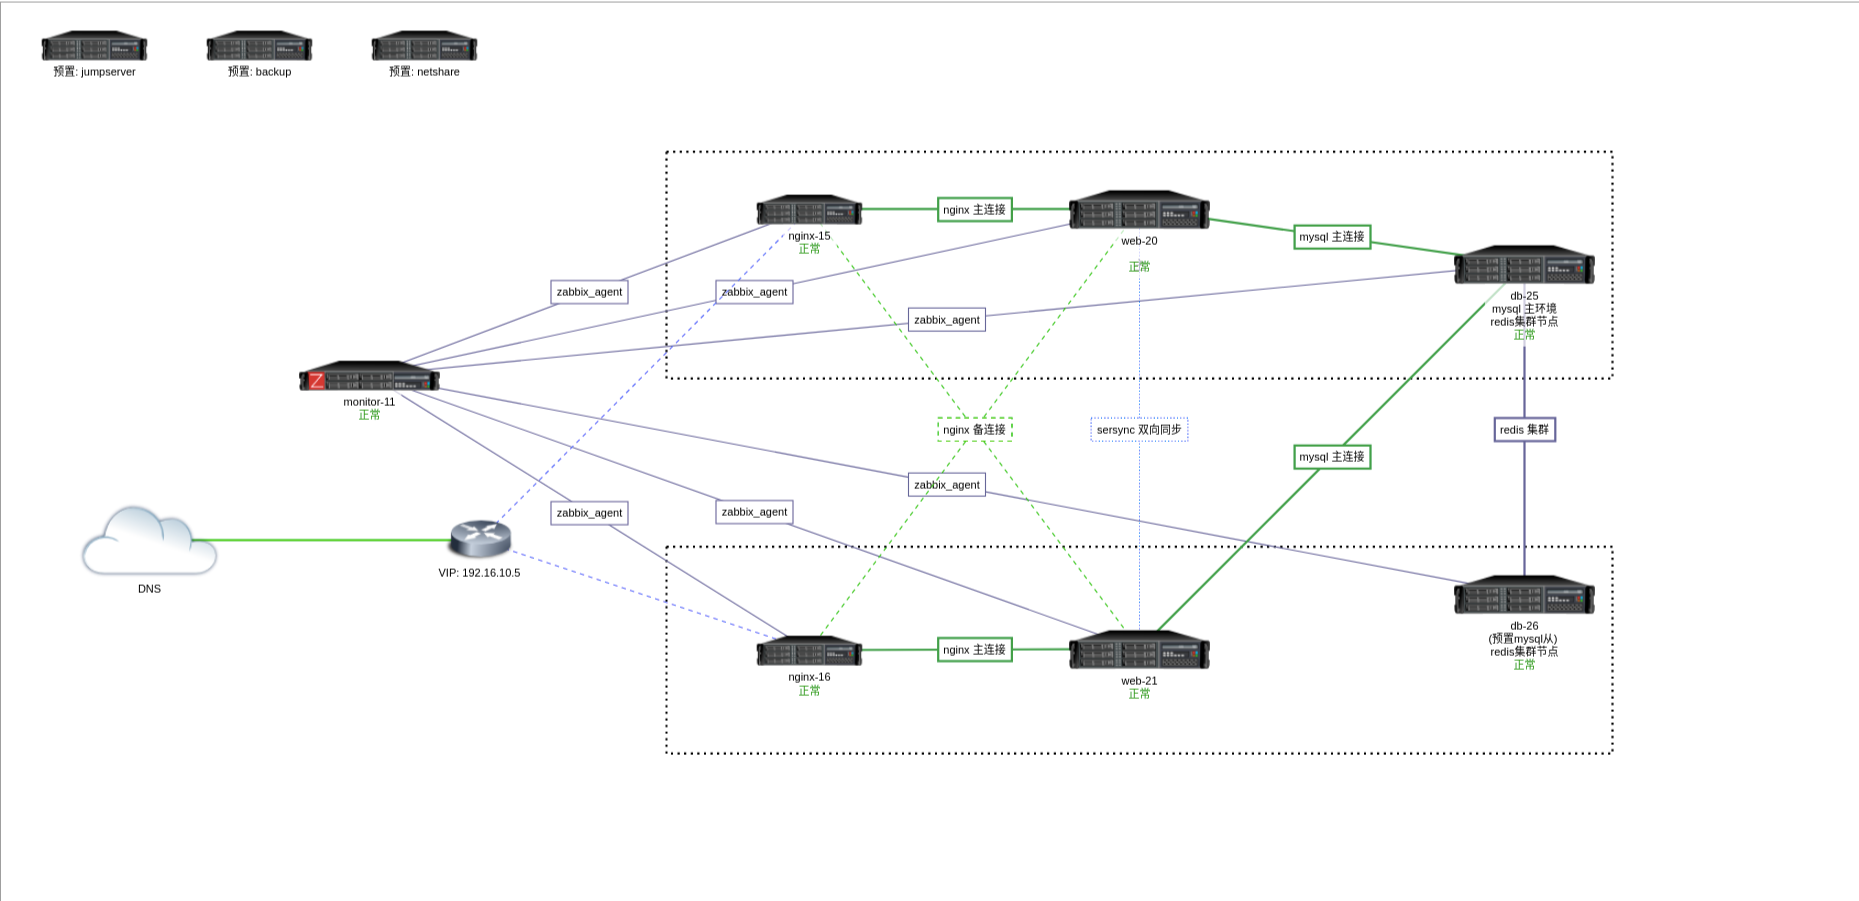 预置: jumpserver
预置: backup
预置: netshare
nginx-15
正常
nginx 主连接
web-20
正常
mysql 主连接
db-25
mysql 主环境
redis集群节点
正常
zabbix_agent
zabbix_agent
zabbix_agent
monitor-11
正常
nginx 备连接
sersync 双向同步
redis 集群
mysql 主连接
zabbix_agent
zabbix_agent
zabbix_agent
DNS
VIP: 192.16.10.5
nginx-16
正常
nginx 主连接
web-21
正常
db-26
(预置mysql从)
redis集群节点
正常